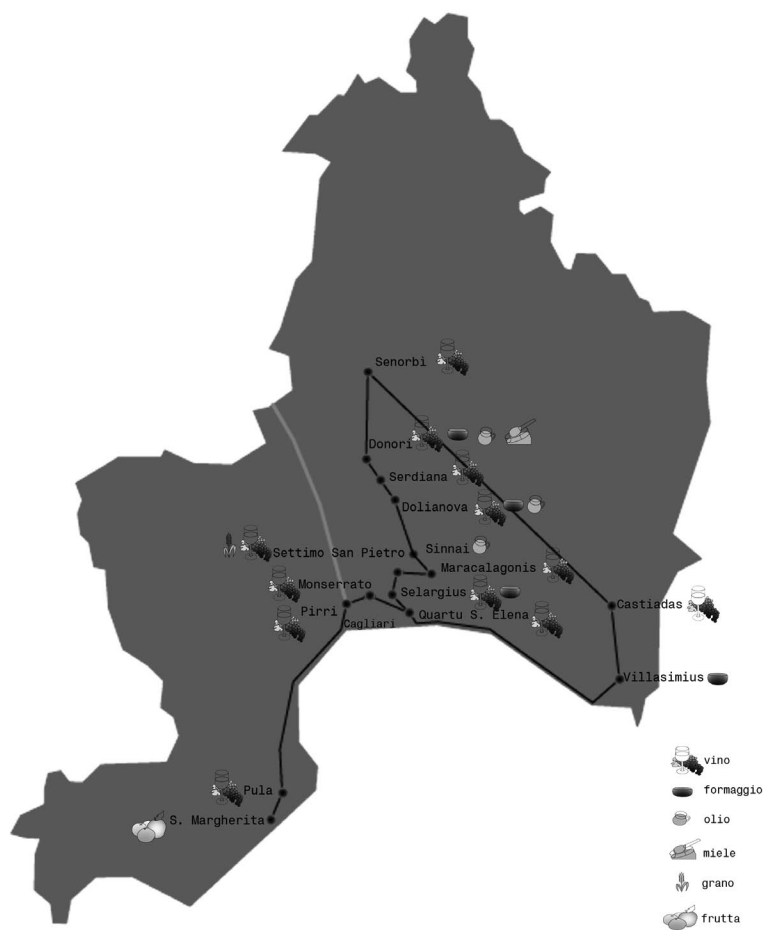 Senorbì
Donori
Serdiana
Dolianova
Sinnai
Settimo San Pietro
Maracalagonis
Monserrato
Selargius
Castiadas
Pirri
Quartu S. Elena
Cagliari
Villasimius
Pula
S. Margherita
vino
formaggio
olio
miele
grano
frutta